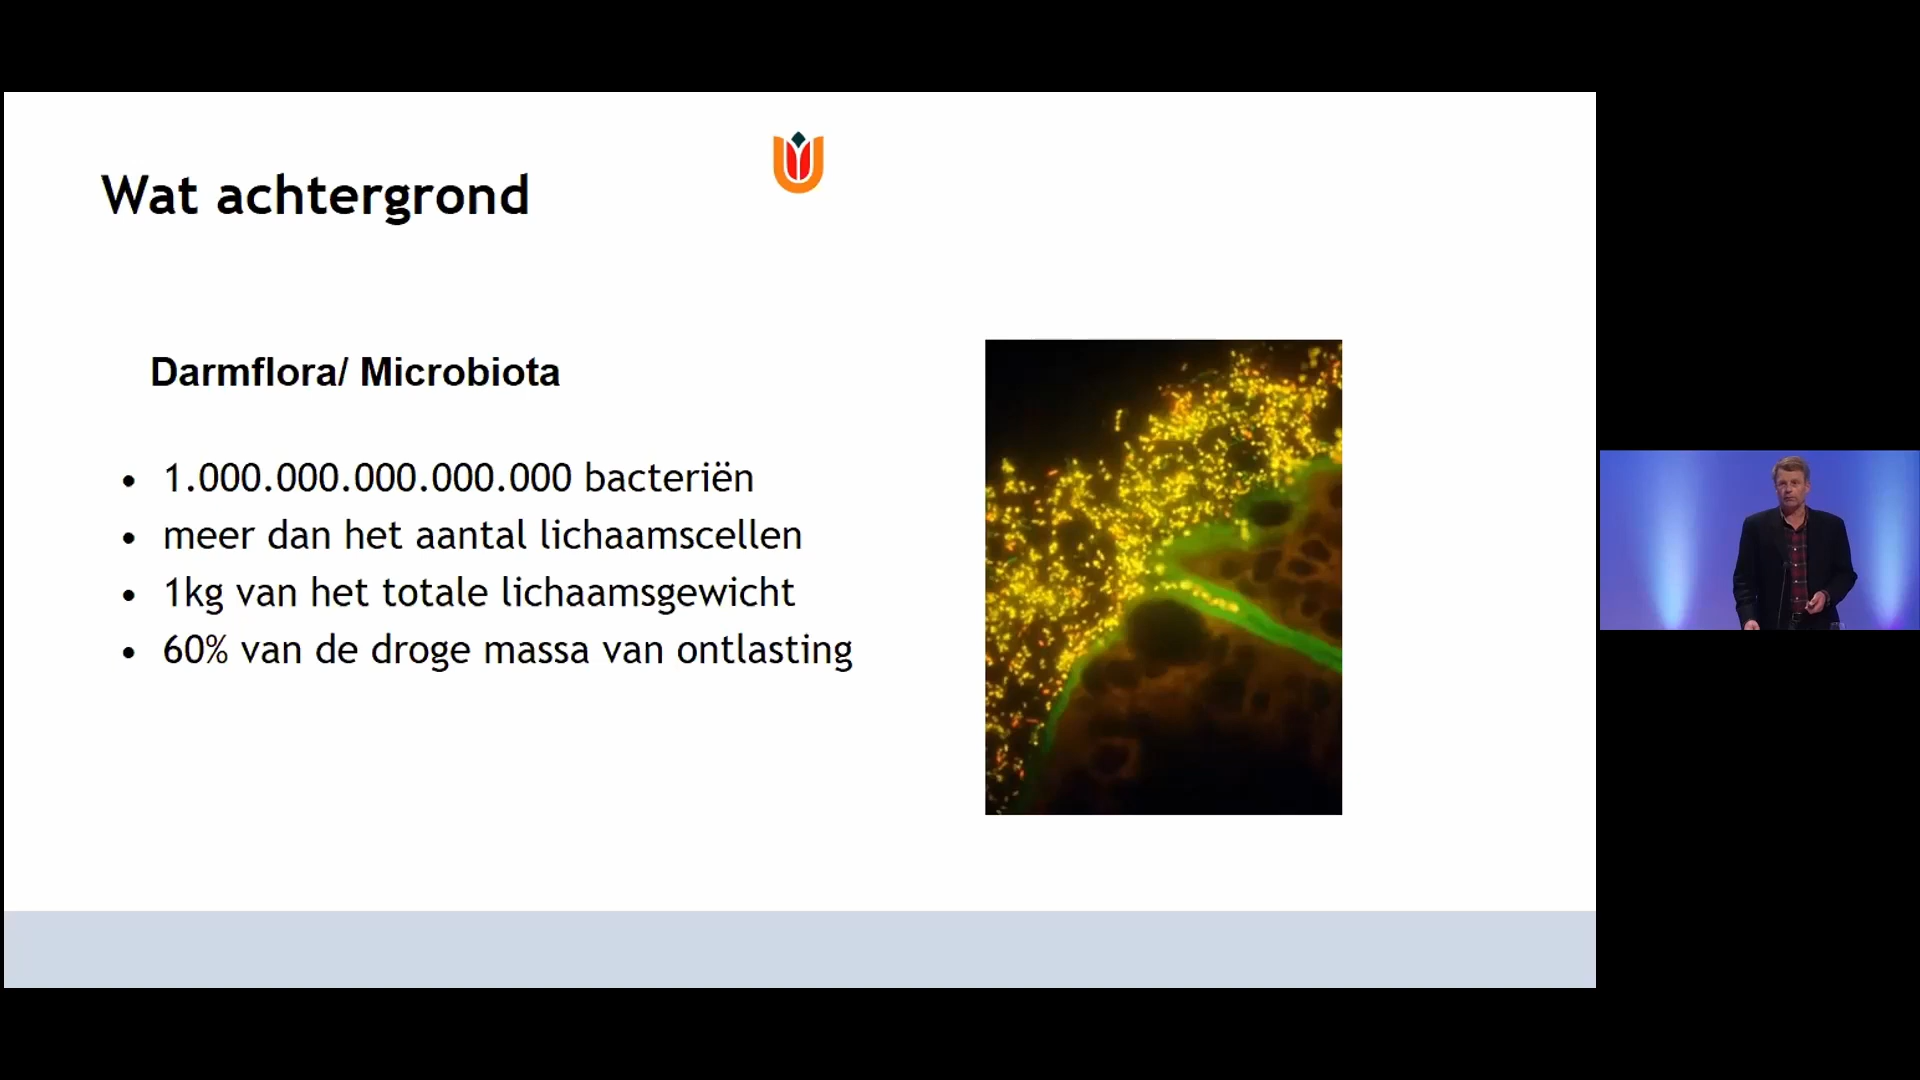 Wat achtergrond
Darmflora/ Microbiota
• 1.000.000.000.000.000 bacteriën
• meer dan het aantal lichaamscellen
• 1kg van het totale lichaamsgewicht
• 60% van de droge massa van ontlasting